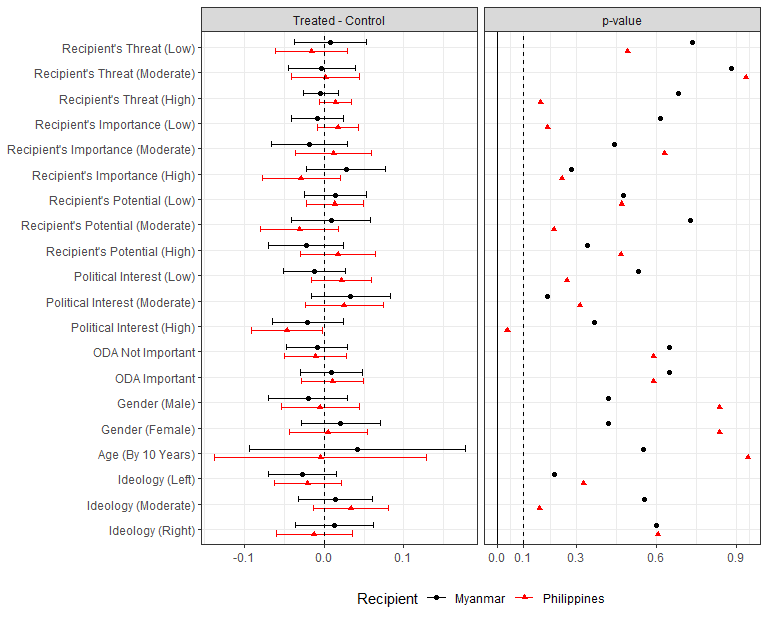 Treated - Control
p-value
Recipient's Threat (Low)
Recipient's Threat (Moderate)
Recipient's Threat (High)
Recipient's Importance (Low)
Recipient's Importance (Moderate)
Recipient's Importance (High)
Recipient's Potential (Low)
Recipient's Potential (Moderate)
Recipient's Potential (High)
Political Interest (Low)
Political Interest (Moderate)
Political Interest (High)
ODA Not Important
ODA Important
Gender (Male)
Gender (Female)
Age (By 10 Years)
Ideology (Left)
Ideology (Moderate)
Ideology (Right)
-0.1 0.0 0.1
0.0 0.1 0.3 0.6 0.9
Recipient Myanmar Philippines